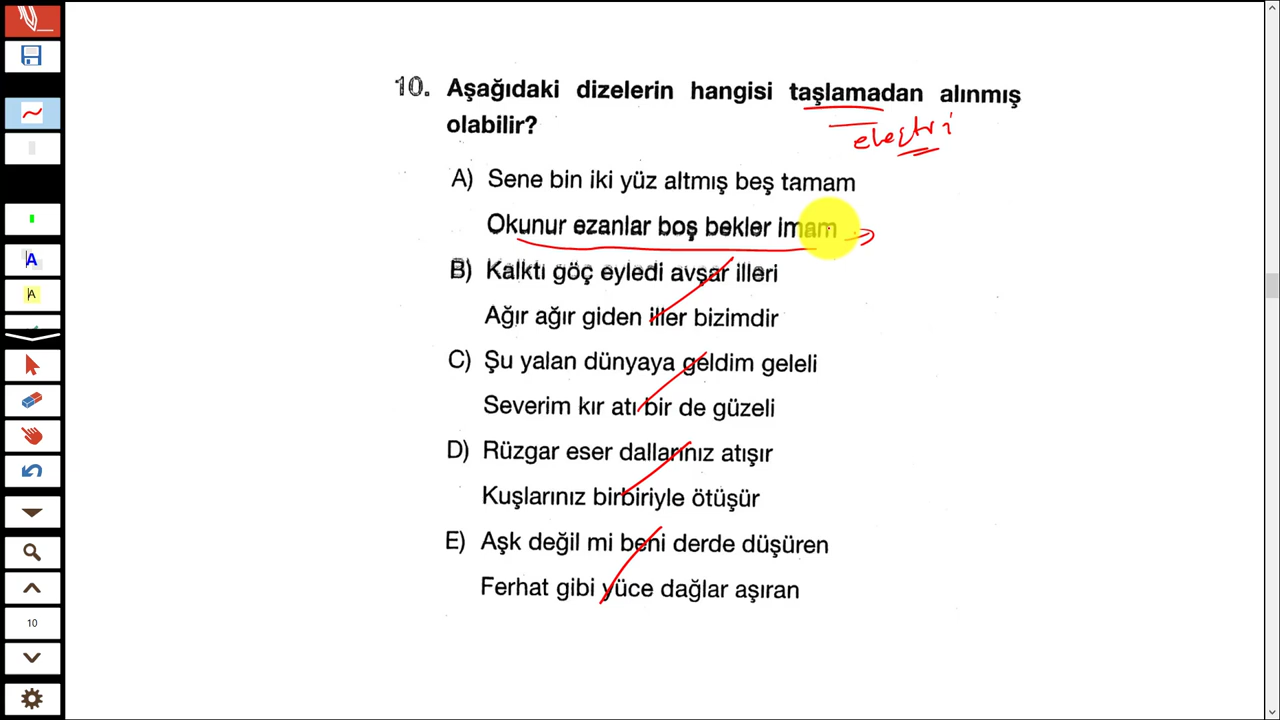 10. Aşağıdaki dizelerin hangisi taşlamadan alınmış
olabilir?
eleştri
A) Sene bin iki yüz altmış beş tamam
Okunur ezanlar boş bekler imam
B) Kalktı göç eyledi avşar illeri
Ağır ağır giden iller bizimdir
C) Şu yalan dünyaya geldim geleli
Severim kır atı bir de güzeli
D) Rüzgar eser dallarınız atışır
Kuşlarınız birbiriyle ötüşür
E) Aşk değil mi beni derde düşüren
Ferhat gibi yüce dağlar aşıran
A
A
10